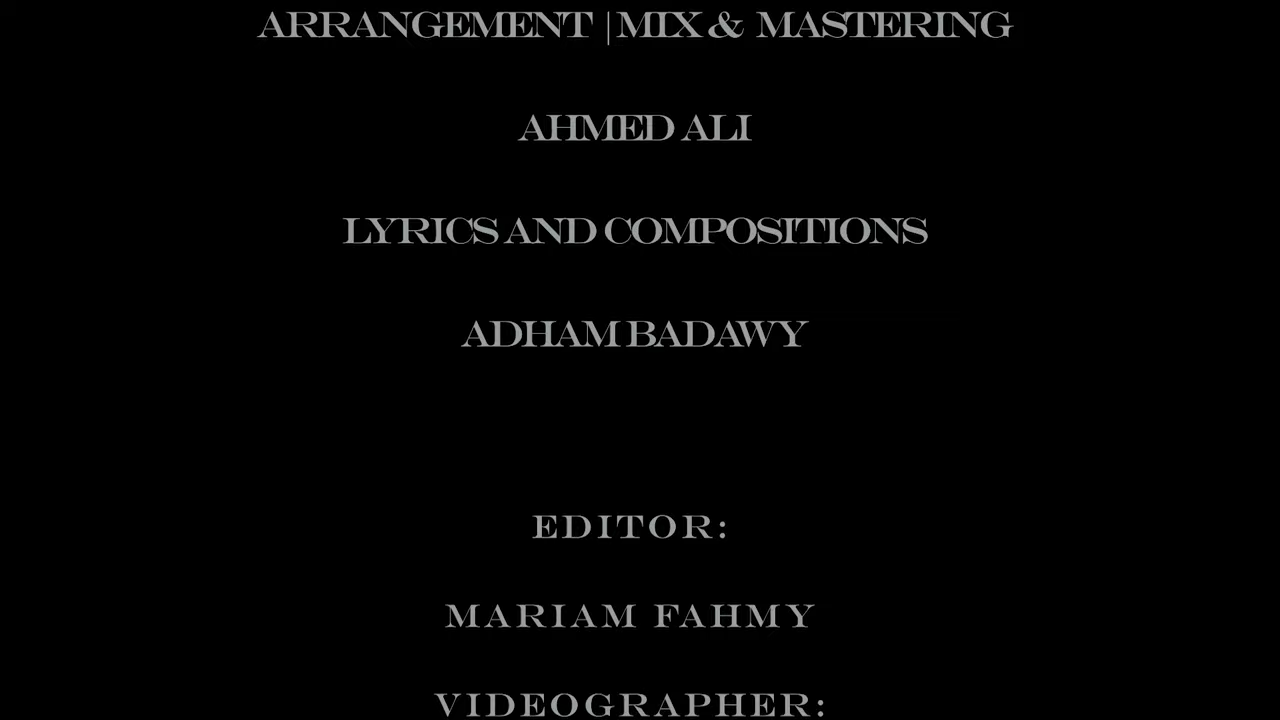 ARRANGEMENT | MIX & MASTERING
AHMED ALI
LYRICS AND COMPOSITIONS
ADHAM BADAWY
EDITOR:
MARIAM FAHMY
VIDEOGRAPHER: